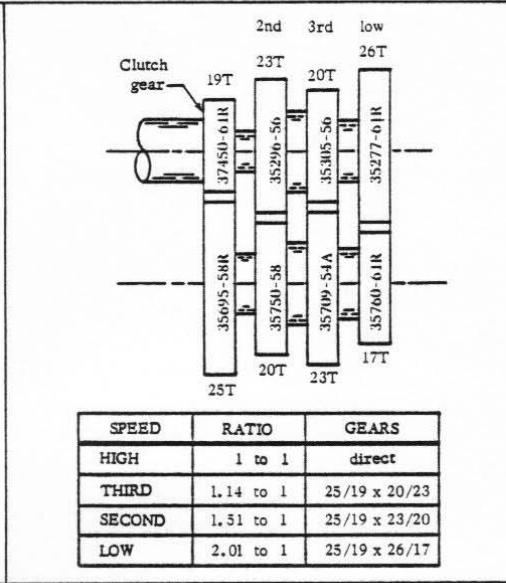 2nd 3rd low
23T 20T 26T
Clutch
gear
19T
37450-61R
35296-56
35305-56
35277-61R
35695-58R
35750-58
35709-54A
35760-61R
25T 20T 23T 17T
SPEED RATIO GEARS
HIGH 1 to 1 direct
THIRD 1.14 to 1 25/19 x 20/23
SECOND 1.51 to 1 25/19 x 23/20
LOW 2.01 to 1 25/19 x 26/17